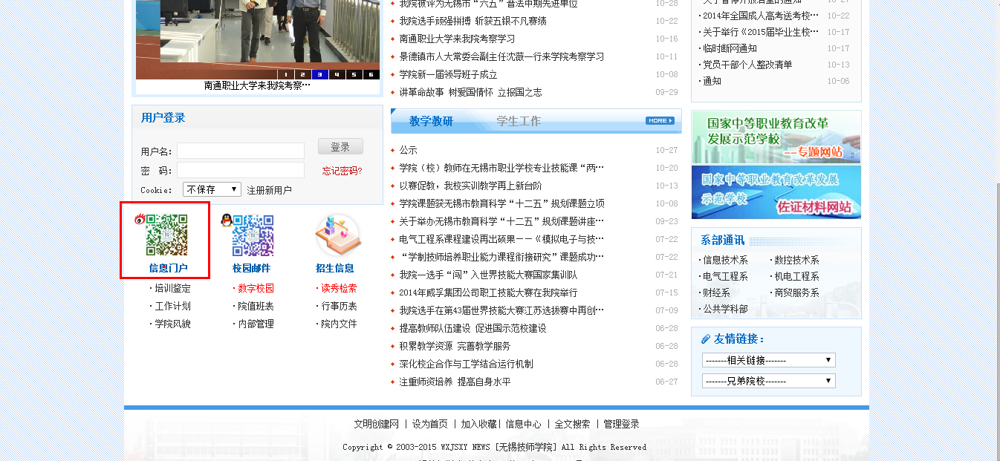 我院被评为无锡市“六五”普法中期先进单位 10-28
我院选手顽强拼搏 斩获五银不凡赛绩 10-22
南通职业大学来我院考察学习 10-16
景德镇市人大常委会副主任沈薇一行来学院考察学习 10-11
学院新一届领导班子成立 10-08
讲革命故事 树爱国情怀 立报国之志 09-29
·2014年全国成人高考送考校… 10-22
·关于举行《2015届毕业生校… 10-17
·临时断网通知 10-17
·党员干部个人整改清单 10-13
·通知 10-06
1 2 3 4 5 6
南通职业大学来我院考察…
用户登录
用户名:
登录
密 码:
忘记密码?
Cookie:
不保存
注册新用户
信息门户
校园邮件
招生信息
·培训鉴定
·数字校园
·读秀检索
·工作计划
·院值班表
·行事历表
·学院风貌
·内部管理
·院内文件
教学教研
学生工作
MORE
公示 10-27
学院（校）教师在无锡市职业学校专业技能课“两… 10-20
以赛促教，我校实训教学再上新台阶 10-13
学院课题获无锡市教育科学“十二五”规划课题立项 10-08
关于举办无锡市教育科学“十二五”规划课题讲座… 09-23
电气工程系课程建设再出硕果——《模拟电子与技… 07-22
“学制技师培养职业能力课程衔接研究”课题成功… 07-22
我院一选手“闯”入世界技能大赛国家集训队 07-21
2014年威孚集团公司职工技能大赛在我院举行 07-15
我院选手在第43届世界技能大赛江苏选拔赛中再创… 07-09
提高教师队伍建设 促进国示范校建设 06-28
积累教学资源 完善教学服务 06-28
深化校企合作与工学结合运行机制 06-28
注重师资培养 提高自身水平 06-27
国家中等职业教育改革
发展示范学校
--专题网站
国家中等职业教育改革发展
示范学校
佐证材料网站
系部通讯
·信息技术系
·数控技术系
·电气工程系
·机电工程系
·财经系
·商贸服务系
·公共学科部
友情链接：
-------相关链接-------
-------兄弟院校-------
文明创建网 | 设为首页 | 加入收藏| 信息中心 | 全文搜索 | 管理登录
Copyright © 2003-2015 WXJSXY NEWS [无锡技师学院] All Rights Reserved